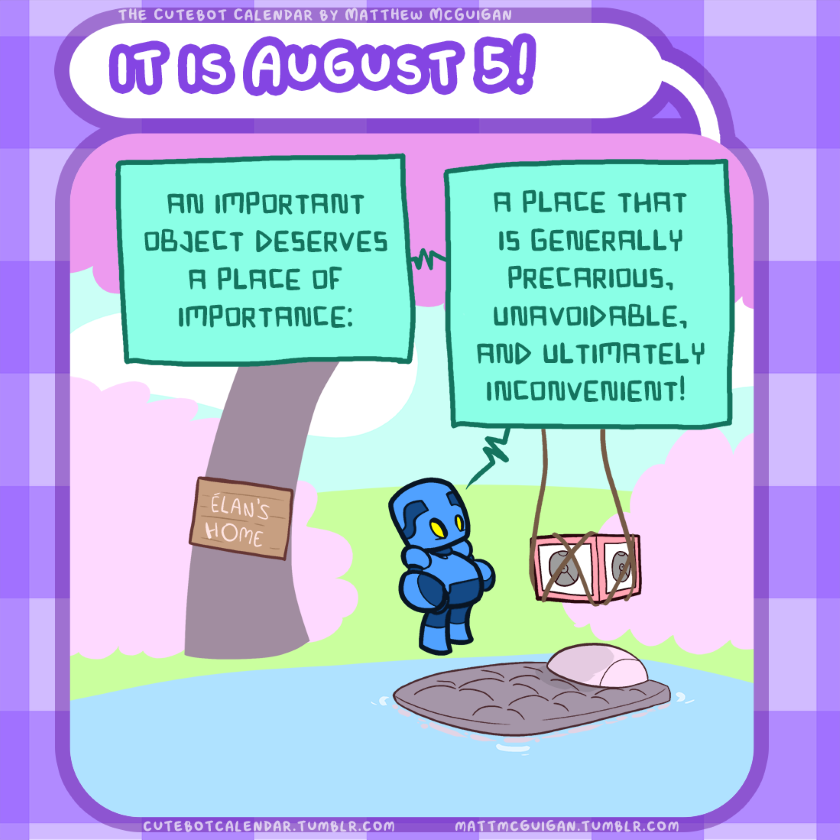 THE CUTEBOT CALENDAR BY MATTHEW MCGUIGAN
IT IS AUGUST 5!
AN IMPORTANT
OBJECT DESERVES
A PLACE OF
IMPORTANCE:
A PLACE THAT
IS GENERALLY
PRECARIOUS,
UNAVOIDABLE,
AND ULTIMATELY
INCONVENIENT!
ÉLAN'S
HOME
CUTEBOTCALENDAR.TUMBLR.COM
MATTMCGUIGAN.TUMBLR.COM